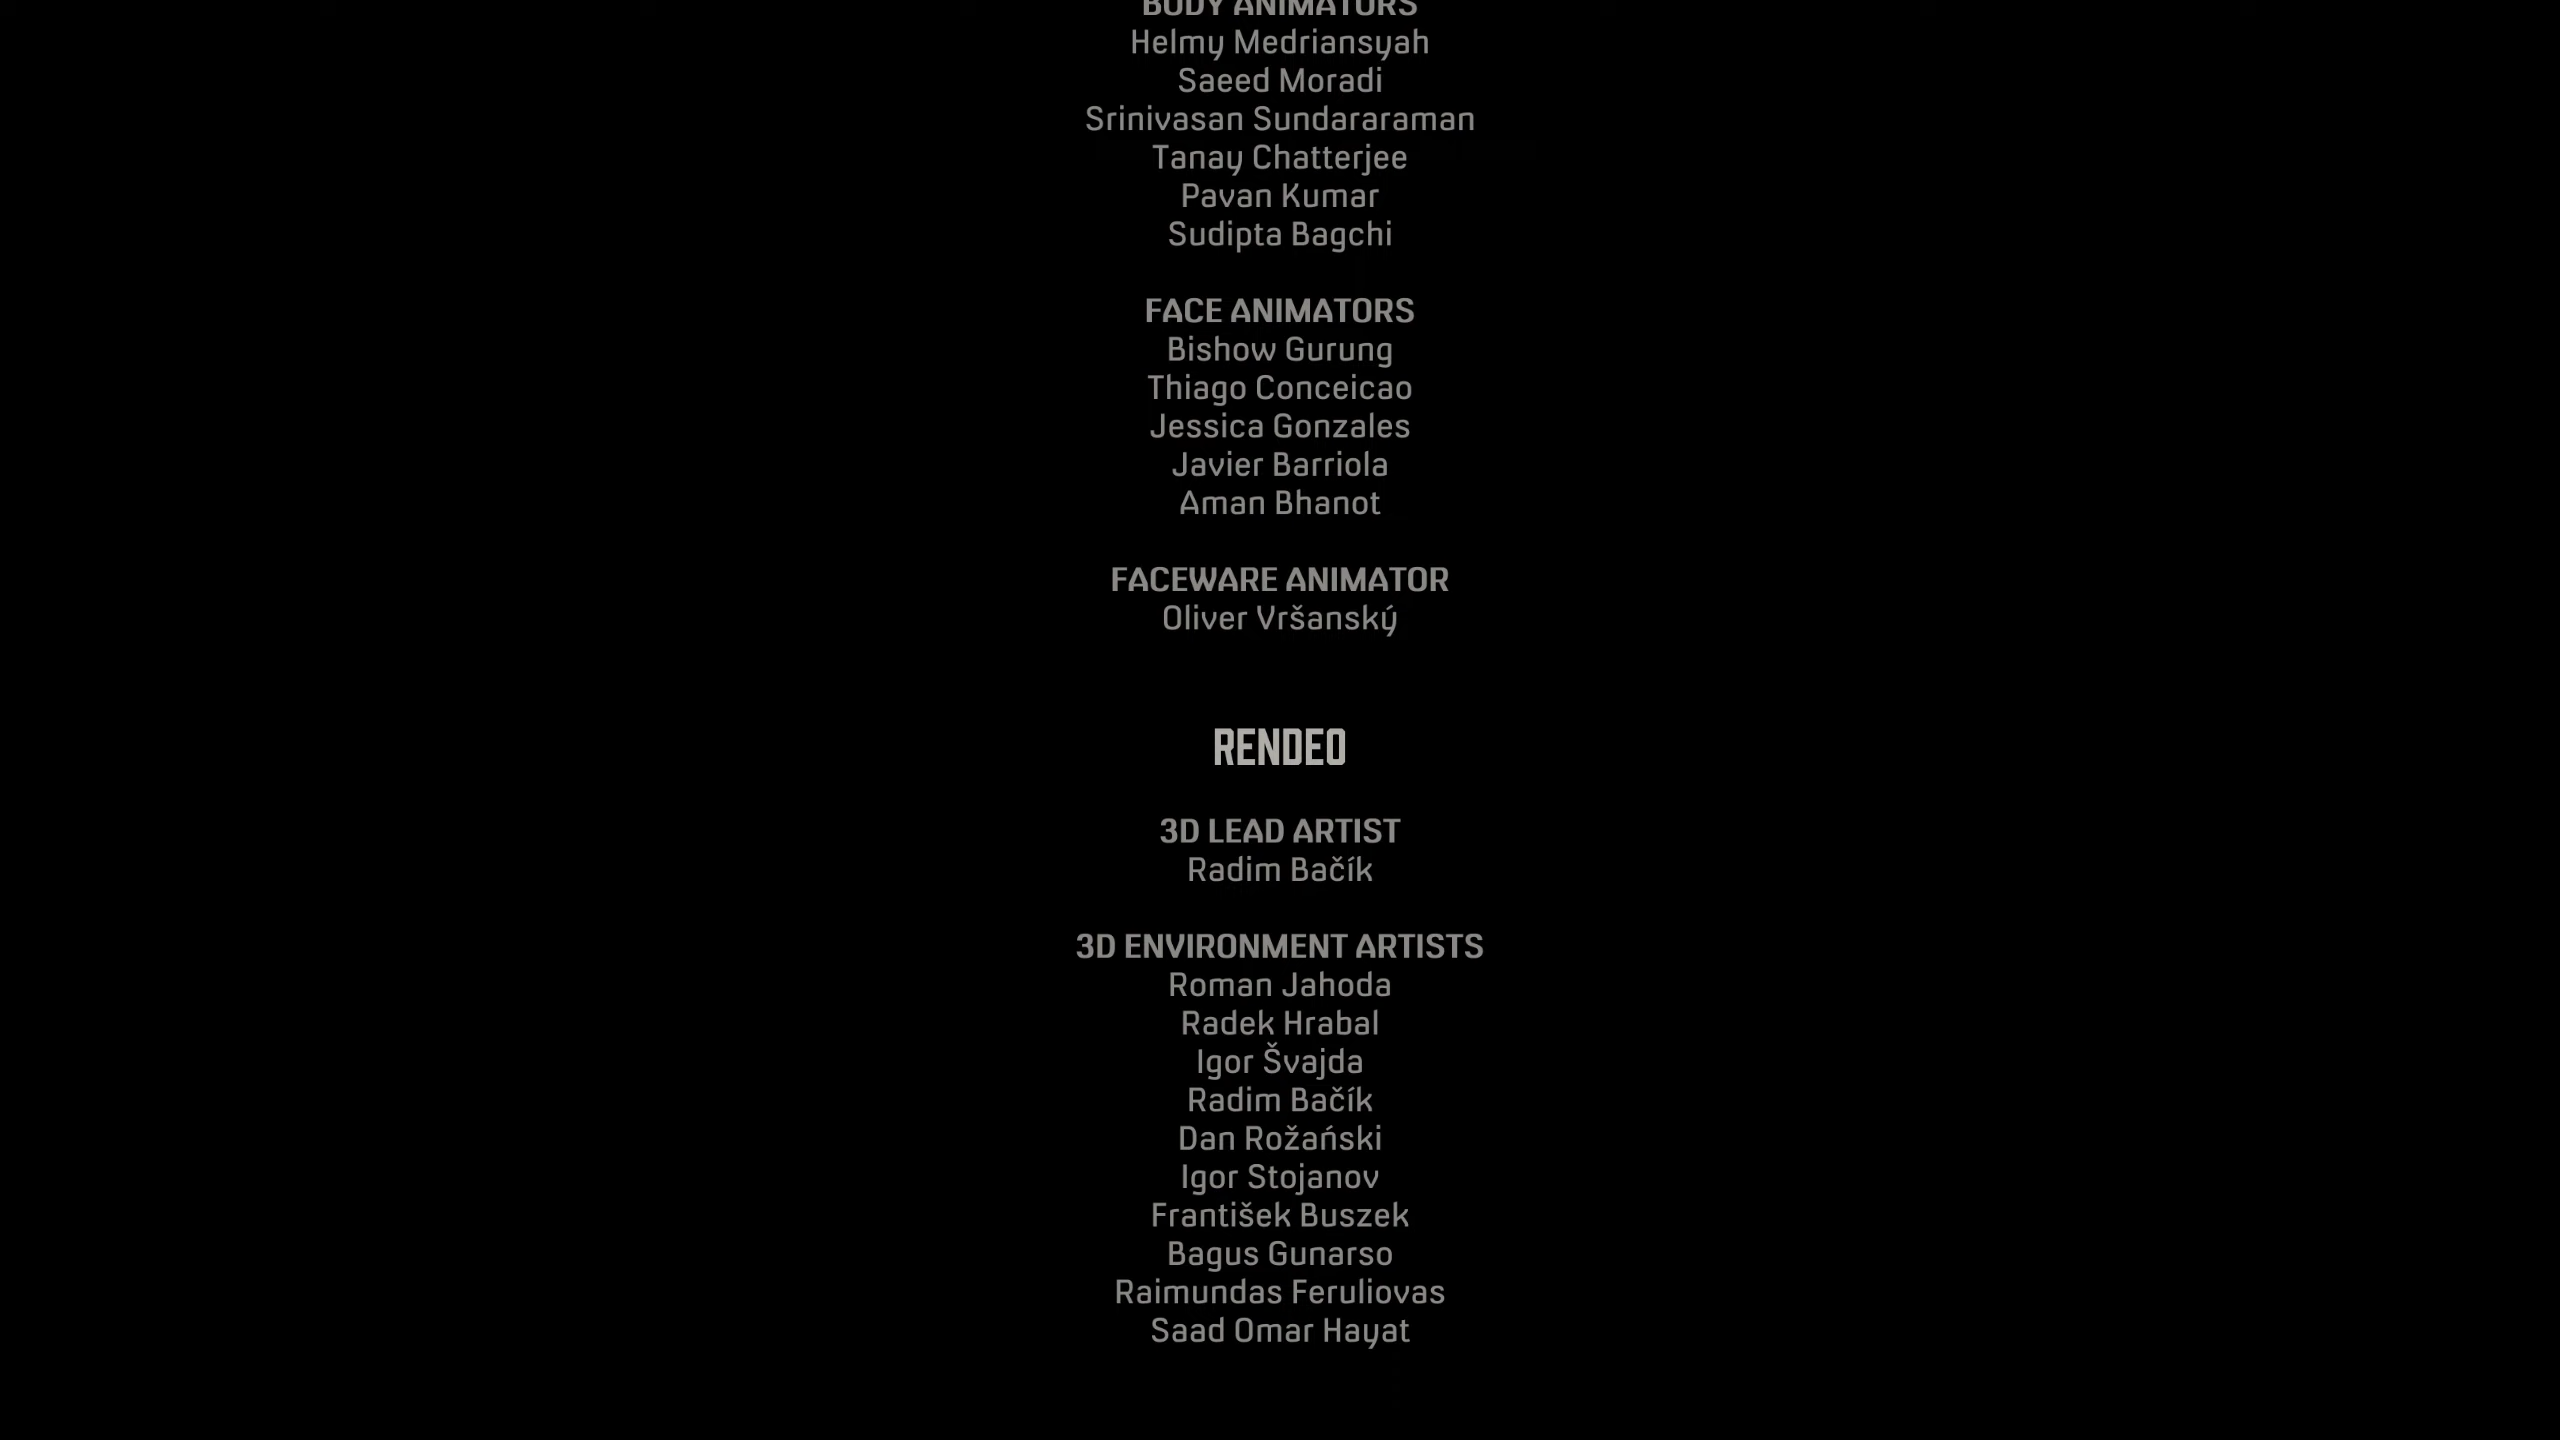 BODY ANIMATORS
Helmy Medriansyah
Saeed Moradi
Srinivasan Sundararaman
Tanay Chatterjee
Pavan Kumar
Sudipta Bagchi
FACE ANIMATORS
Bishow Gurung
Thiago Conceicao
Jessica Gonzales
Javier Barriola
Aman Bhanot
FACEWARE ANIMATOR
Oliver Vršanský
RENDEO
3D LEAD ARTIST
Radim Bačík
3D ENVIRONMENT ARTISTS
Roman Jahoda
Radek Hrabal
Igor Švajda
Radim Bačík
Dan Rožański
Igor Stojanov
František Buszek
Bagus Gunarso
Raimundas Feruliovas
Saad Omar Hayat